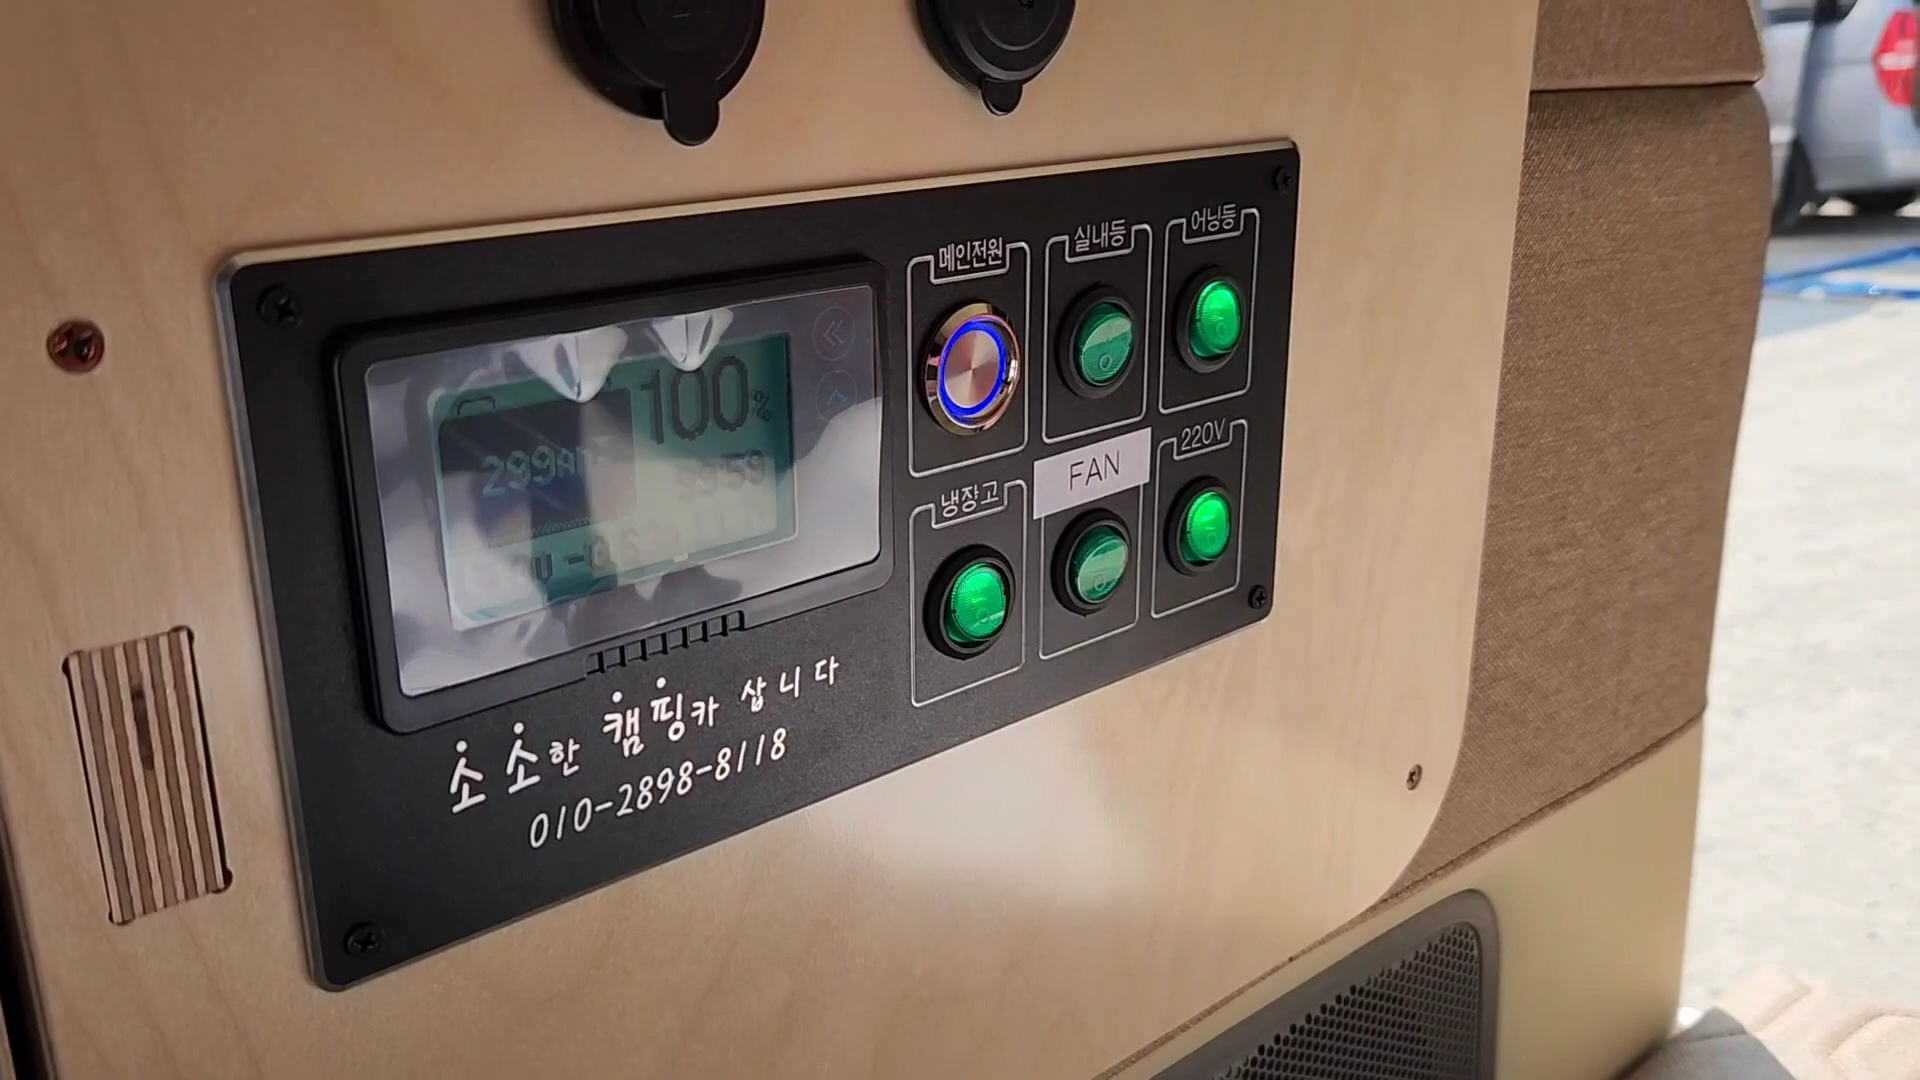 메인전원
실내등
어닝등
100%
299AH
냉장고
FAN
220V
소소한 캠핑카 삽니다
010-2898-8118